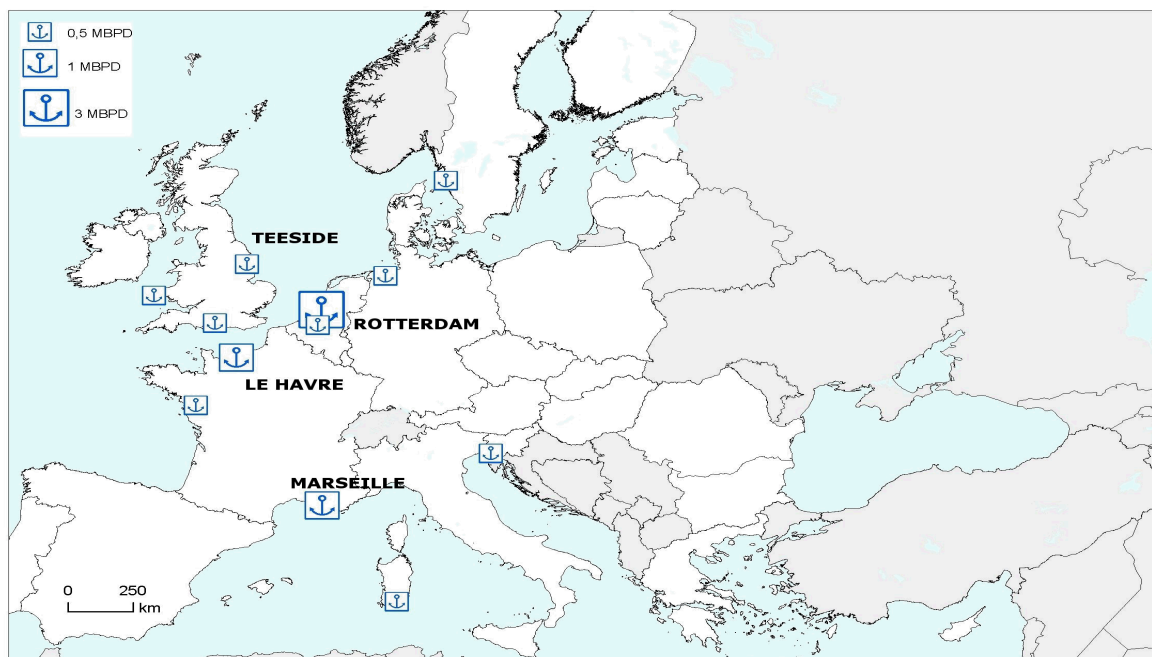 0,5 MBPD
1 MBPD
3 MBPD
TEESIDE
ROTTERDAM
LE HAVRE
MARSEILLE
0 250
km